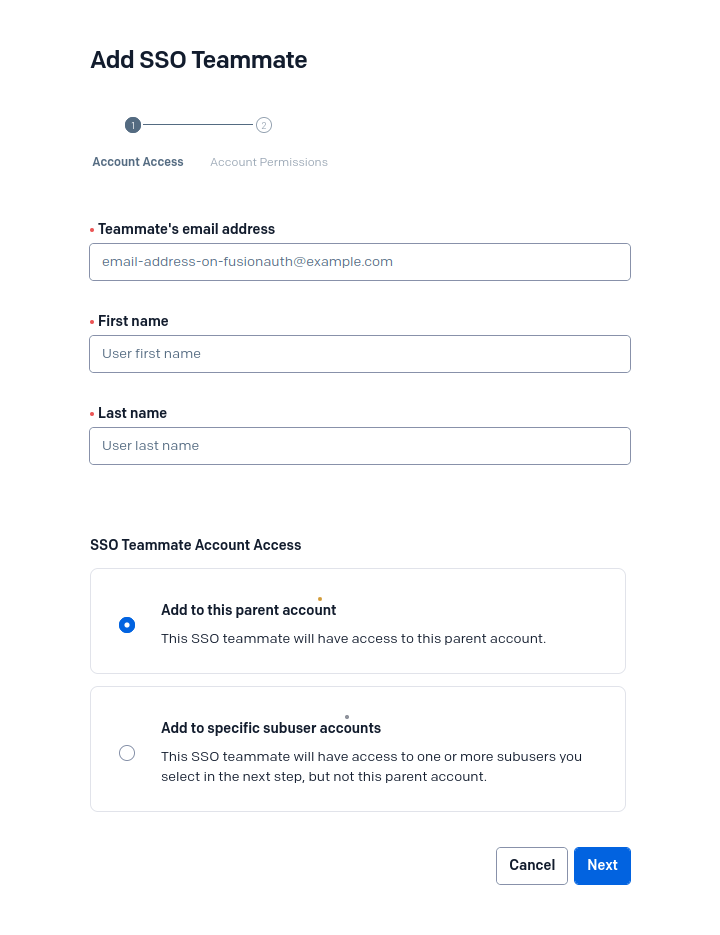 Add SSO Teammate
1
2
Account Access
Account Permissions
Teammate's email address
email-address-on-fusionauth@example.com
First name
User first name
Last name
User last name
SSO Teammate Account Access
Add to this parent account
This SSO teammate will have access to this parent account.
Add to specific subuser accounts
This SSO teammate will have access to one or more subusers you
select in the next step, but not this parent account.
Cancel
Next